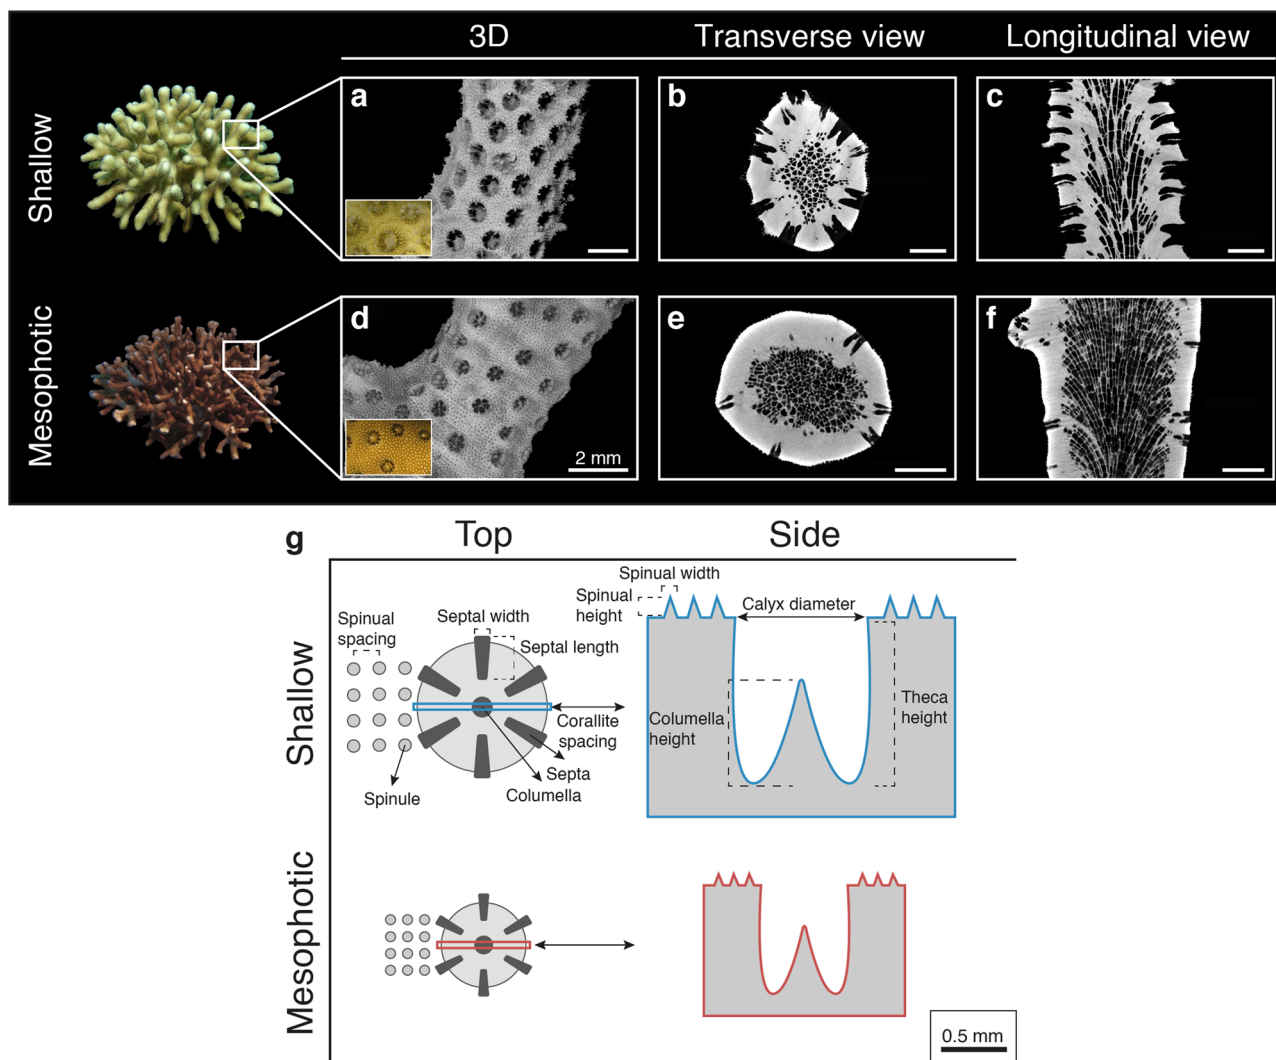 3D
Transverse view
Longitudinal view
Shallow
a
b
c
Mesophotic
d
e
f
2 mm
g
Top
Side
Shallow
Spinual width
Spinual
height
Calyx diameter
Septal width
Spinual
spacing
Septal length
Theca
height
Columella
height
Corallite
spacing
Septa
Columella
Spinule
Mesophotic
0.5 mm